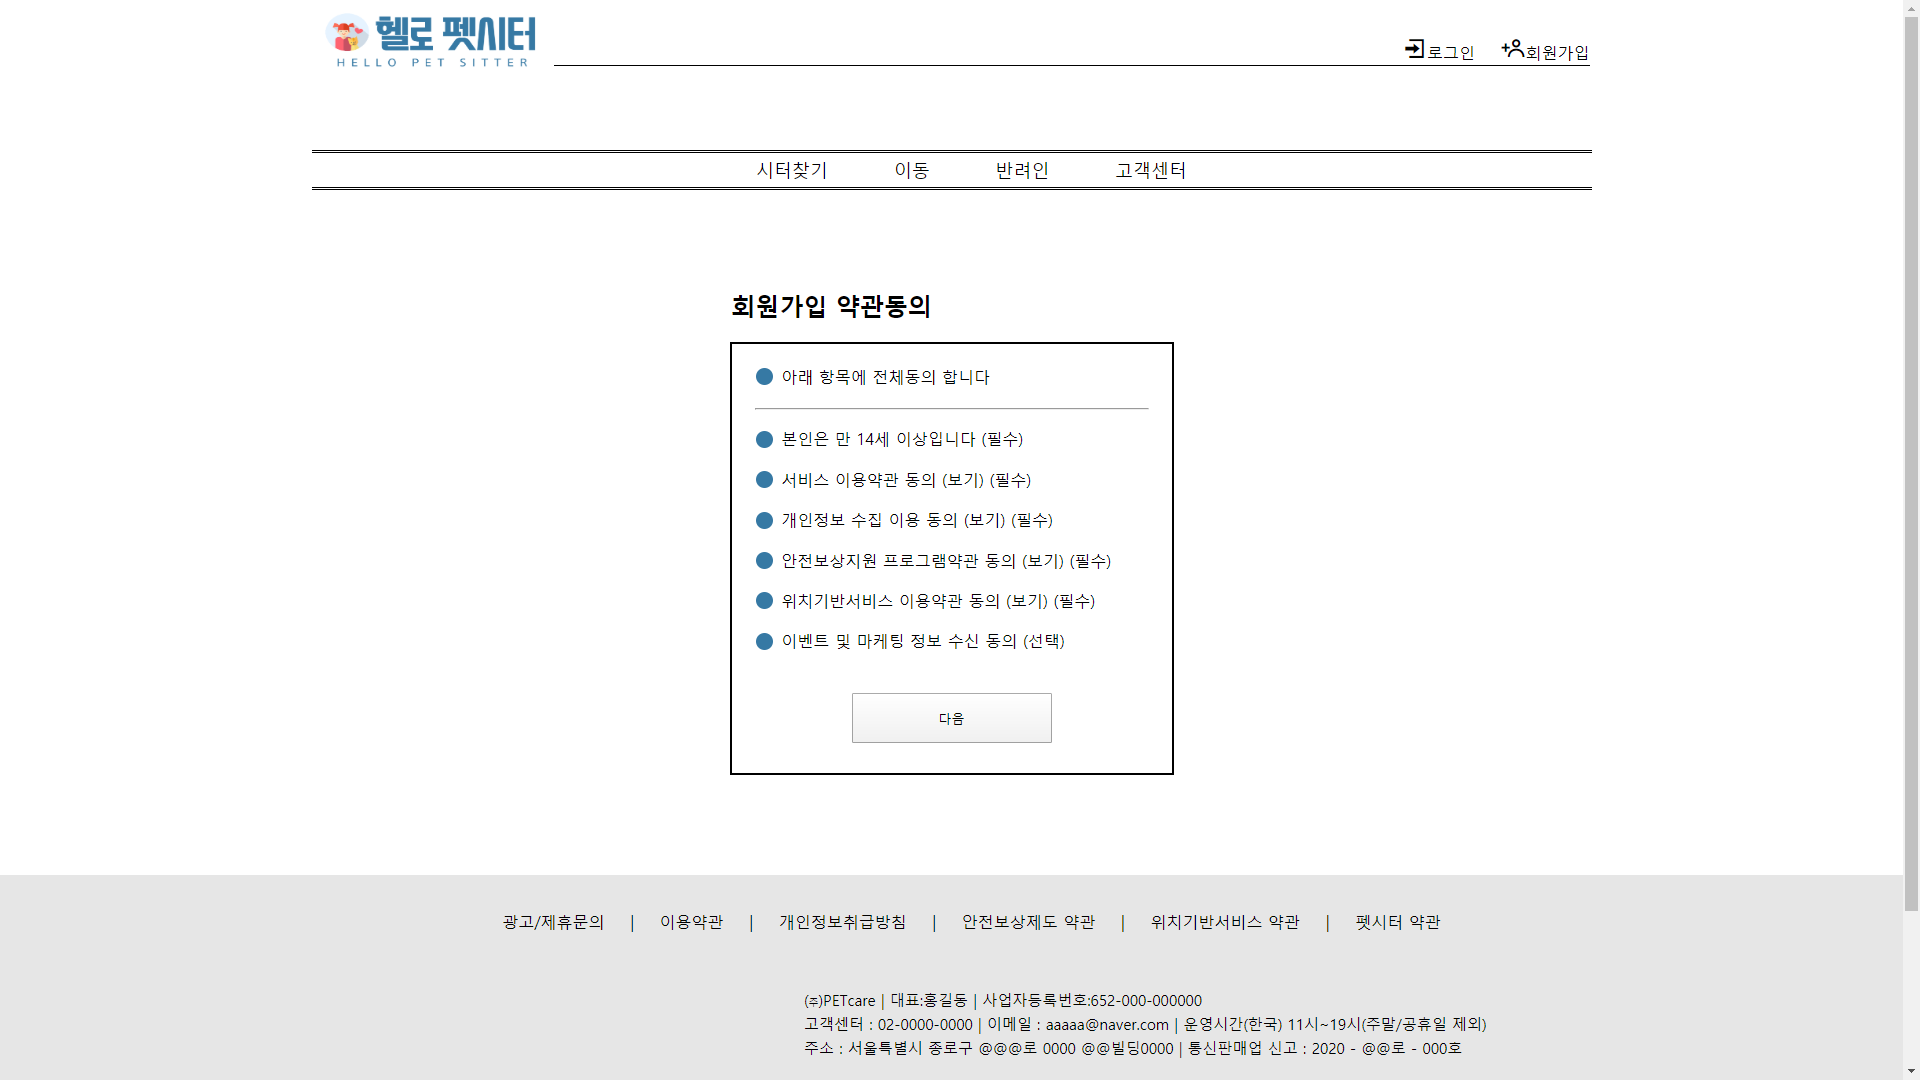 헬로 펫시터
HELLO PET SITTER
로그인 회원가입
시터찾기 이동 반려인 고객센터
회원가입 약관동의
아래 항목에 전체동의 합니다
본인은 만 14세 이상입니다 (필수)
서비스 이용약관 동의 (보기) (필수)
개인정보 수집 이용 동의 (보기) (필수)
안전보상지원 프로그램약관 동의 (보기) (필수)
위치기반서비스 이용약관 동의 (보기) (필수)
이벤트 및 마케팅 정보 수신 동의 (선택)
다음
광고/제휴문의 | 이용약관 | 개인정보취급방침 | 안전보상제도 약관 | 위치기반서비스 약관 | 펫시터 약관
㈜PETcare | 대표:홍길동 | 사업자등록번호:652-000-000000
고객센터 : 02-0000-0000 | 이메일 : aaaaa@naver.com | 운영시간(한국) 11시~19시(주말/공휴일 제외)
주소 : 서울특별시 종로구 @@@로 0000 @@빌딩0000 | 통신판매업 신고 : 2020 - @@로 - 000호